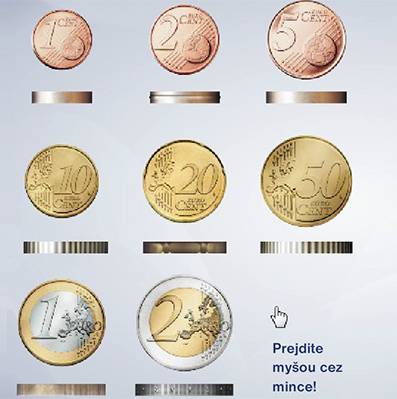 1 EURO CENT
2 EURO CENT
5 EURO CENT
10 EURO CENT
20 EURO CENT
50 EURO CENT
1 EURO
2 EURO
Prejdite
myšou cez
mince!